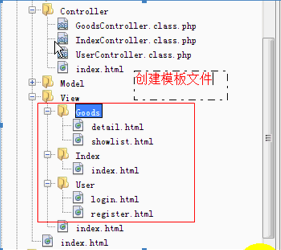 Controller
GoodsController.class.php
IndexController.class.php
UserController.class.php
index.html
创建模板文件
Model
View
Goods
detail.html
showlist.html
Index
index.html
User
login.html
register.html
index.html
index.html